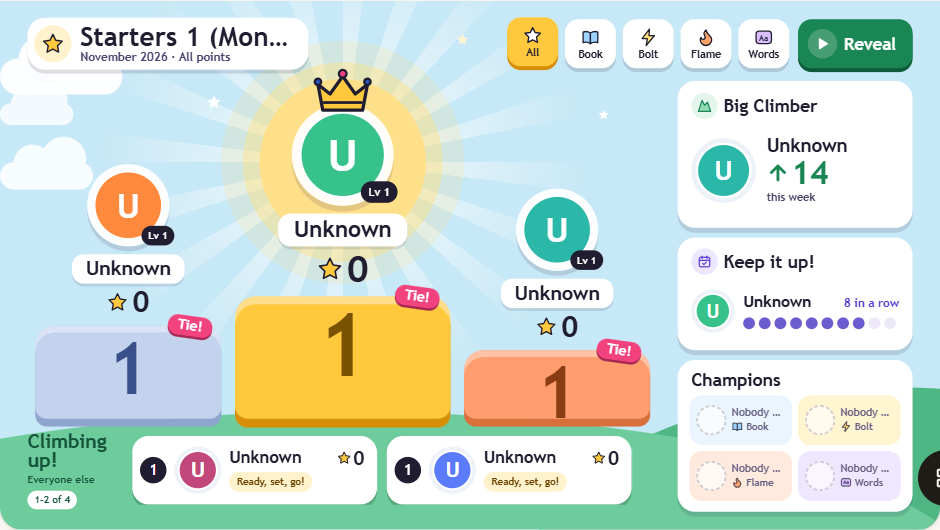 Starters 1 (Mon...
November 2026 · All points
All
Book
Bolt
Flame
Aa
Words
Reveal
U
Lv 1
Unknown
0
Tie!
1
U
Lv 1
Unknown
0
Tie!
1
U
Lv 1
Unknown
0
Tie!
1
Big Climber
U
Unknown
↑ 14
this week
Keep it up!
U
Unknown
8 in a row
Champions
Nobody ...
Book
Nobody ...
Bolt
Nobody ...
Flame
Nobody ...
Aa Words
Climbing
up!
Everyone else
1-2 of 4
1
U
Unknown
0
Ready, set, go!
1
U
Unknown
0
Ready, set, go!